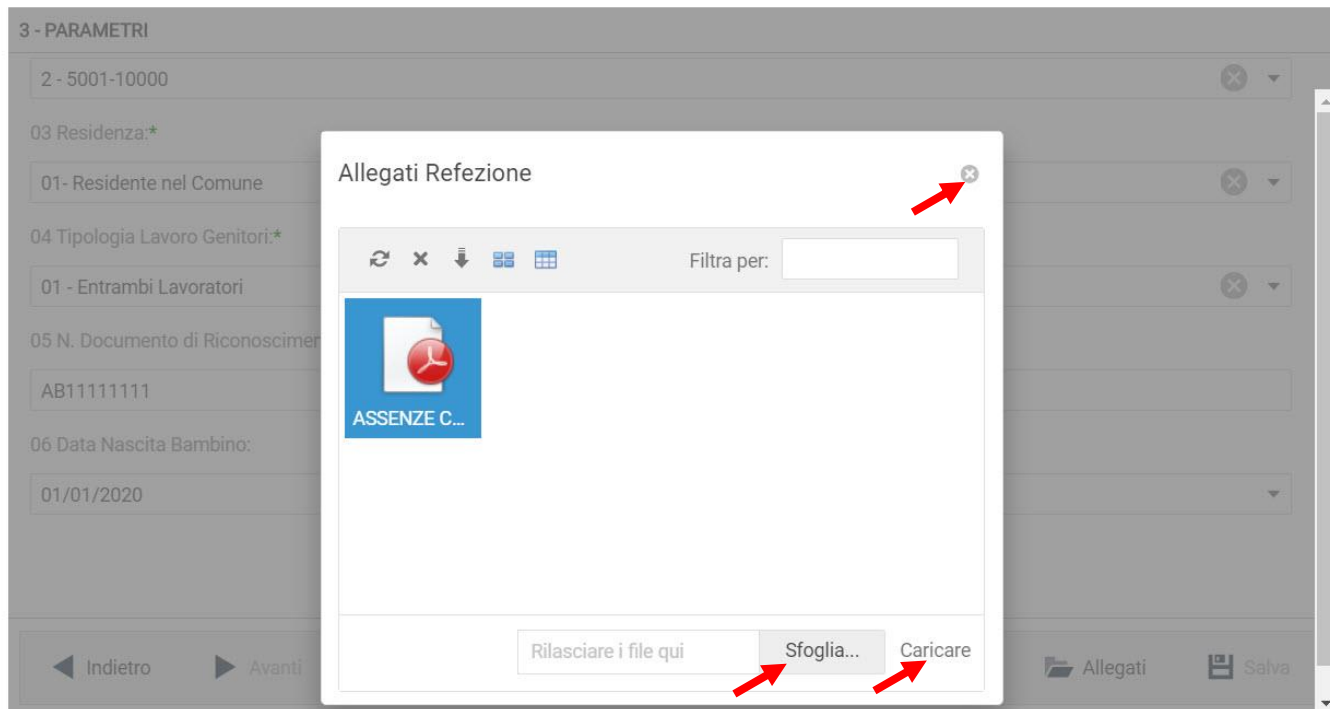 3 - PARAMETRI
2 - 5001-10000
03 Residenza:*
01- Residente nel Comune
04 Tipologia Lavoro Genitori:*
01 - Entrambi Lavoratori
05 N. Documento di
AB11111111
06 Data Nascita Bambino:
01/01/2020
Indietro
Avanti
Allegati Refezione
Filtra per:
ASSENZE C...
Rilasciare i file qui
Sfoglia...
Caricare
Allegati
Salva